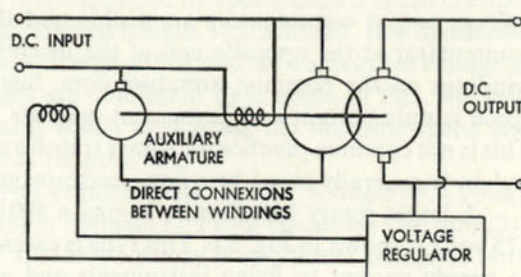 D.C. INPUT
AUXILIARY
ARMATURE
DIRECT CONNEXIONS
BETWEEN WINDINGS
D.C.
OUTPUT
VOLTAGE
REGULATOR